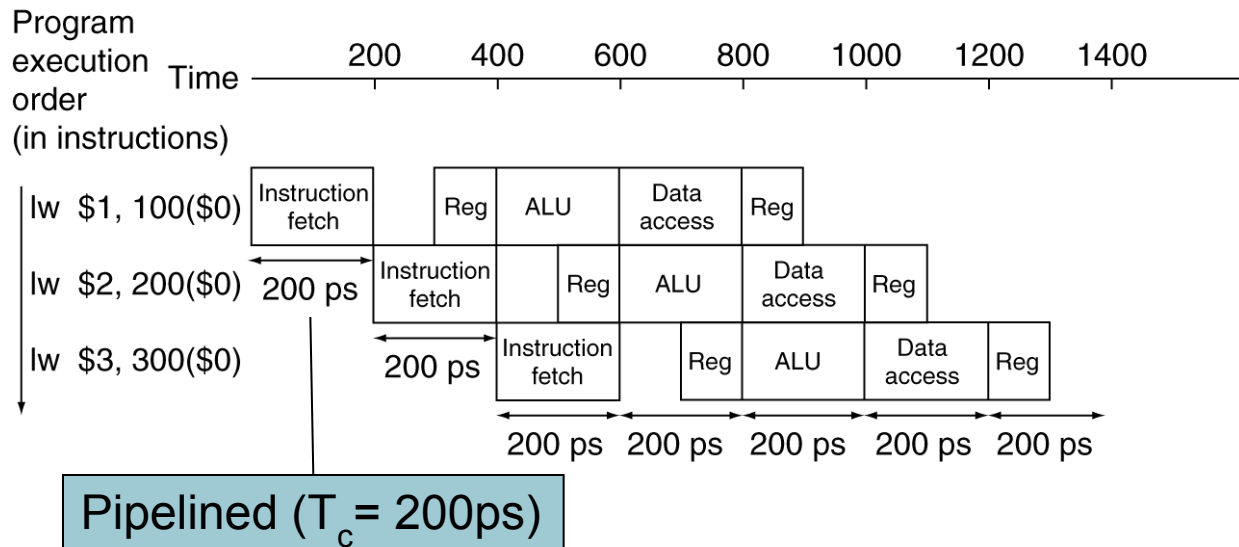 Program
execution
order
(in instructions)
Time
200 400 600 800 1000 1200 1400
lw $1, 100($0)
Instruction
fetch
Reg
ALU
Data
access
Reg
200 ps
lw $2, 200($0)
Instruction
fetch
Reg
ALU
Data
access
Reg
200 ps
lw $3, 300($0)
Instruction
fetch
Reg
ALU
Data
access
Reg
200 ps 200 ps 200 ps 200 ps 200 ps
Pipelined (Tc= 200ps)